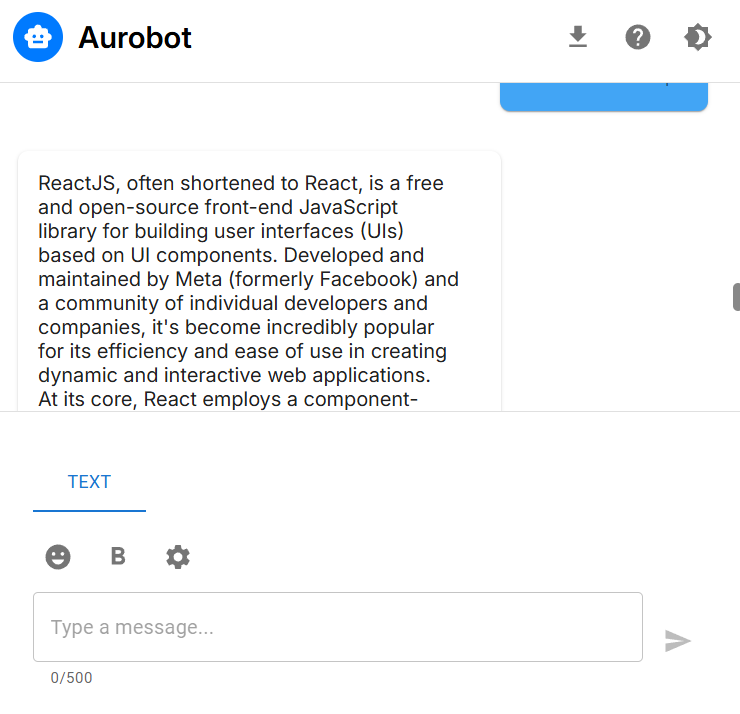 Aurobot
ReactJS, often shortened to React, is a free
and open-source front-end JavaScript
library for building user interfaces (UIs)
based on UI components. Developed and
maintained by Meta (formerly Facebook) and
a community of individual developers and
companies, it's become incredibly popular
for its efficiency and ease of use in creating
dynamic and interactive web applications.
At its core, React employs a component-
TEXT
B
Type a message...
0/500